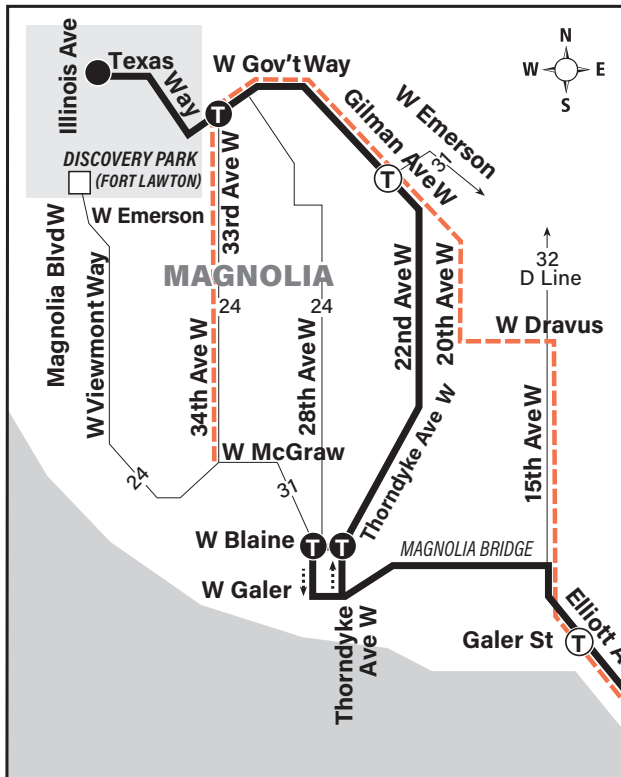 N
W
E
S
Illinois Ave
Texas
Way
W Gov't Way
T
Gilman Ave W
W Emerson
31
T
DISCOVERY PARK
(FORT LAWTON)
W Emerson
33rd Ave W
Magnolia Blvd W
W Viewmont Way
MAGNOLIA
24
24
34th Ave W
28th Ave W
22nd Ave W
20th Ave W
32
D Line
W Dravus
15th Ave W
W McGraw
24
31
Thorndyke Ave W
W Blaine
T
T
MAGNOLIA BRIDGE
W Galer
Thorndyke
Ave W
Elliott A
Galer St
T